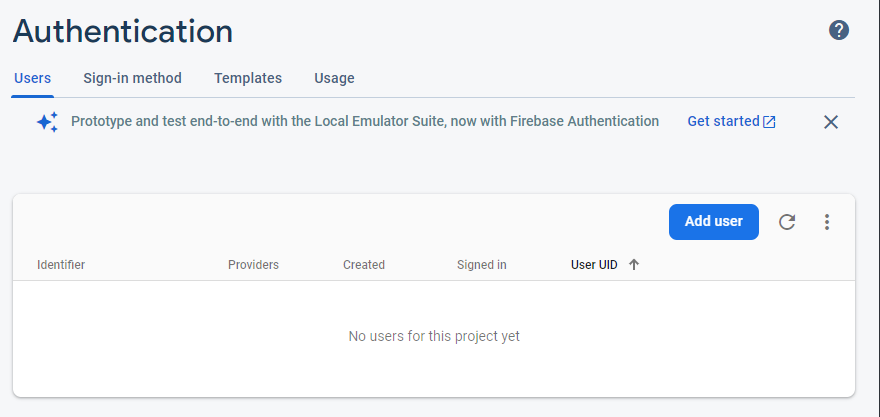 Authentication
Users Sign-in method Templates Usage
Prototype and test end-to-end with the Local Emulator Suite, now with Firebase Authentication Get started
Add user
Identifier Providers Created Signed in User UID
No users for this project yet